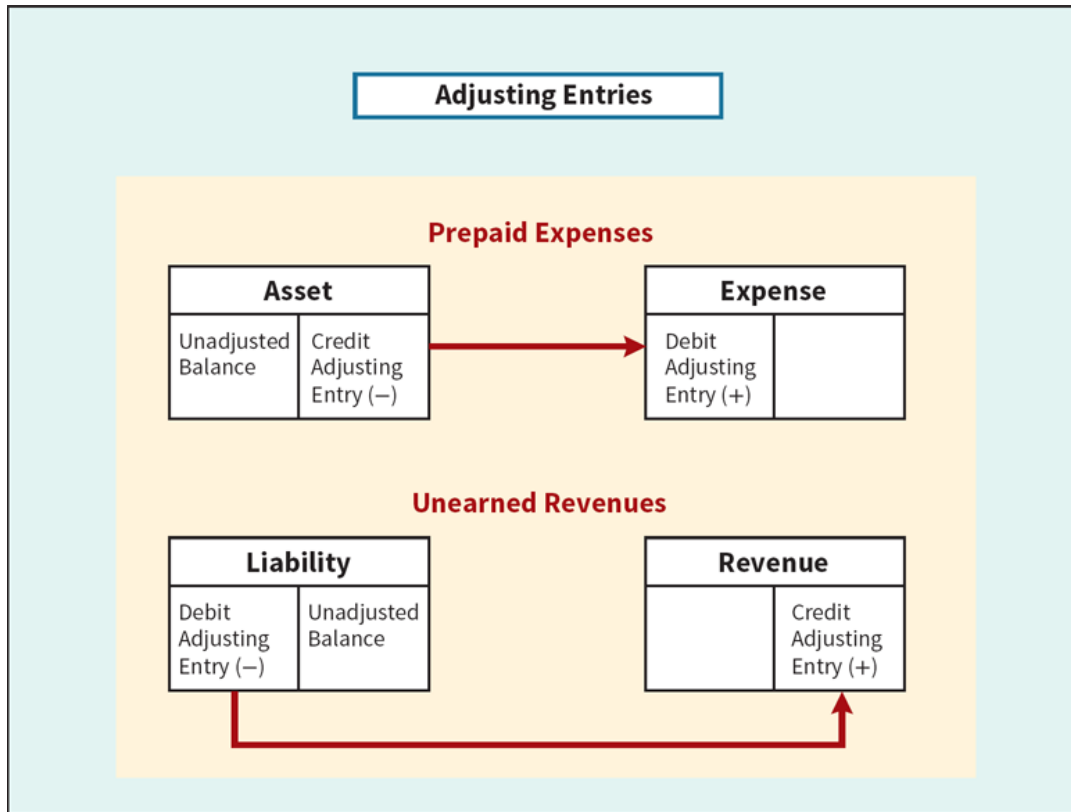 Adjusting Entries
Prepaid Expenses
Asset
Unadjusted
Balance
Credit
Adjusting
Entry (−)
Expense
Debit
Adjusting
Entry (+)
Unearned Revenues
Liability
Debit
Adjusting
Entry (−)
Unadjusted
Balance
Revenue
Credit
Adjusting
Entry (+)